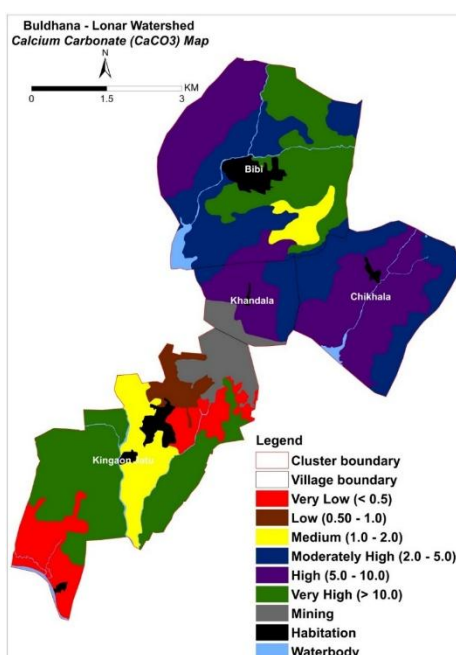 Buldhana - Lonar Watershed
Calcium Carbonate (CaCO3) Map
N
KM
0 1.5 3
Bibi
Khandala
Chikhala
Kingaon
Legend
Cluster boundary
Village boundary
Very Low (< 0.5)
Low (0.50 - 1.0)
Medium (1.0 - 2.0)
Moderately High (2.0 - 5.0)
High (5.0 - 10.0)
Very High (> 10.0)
Mining
Habitation
Waterbody